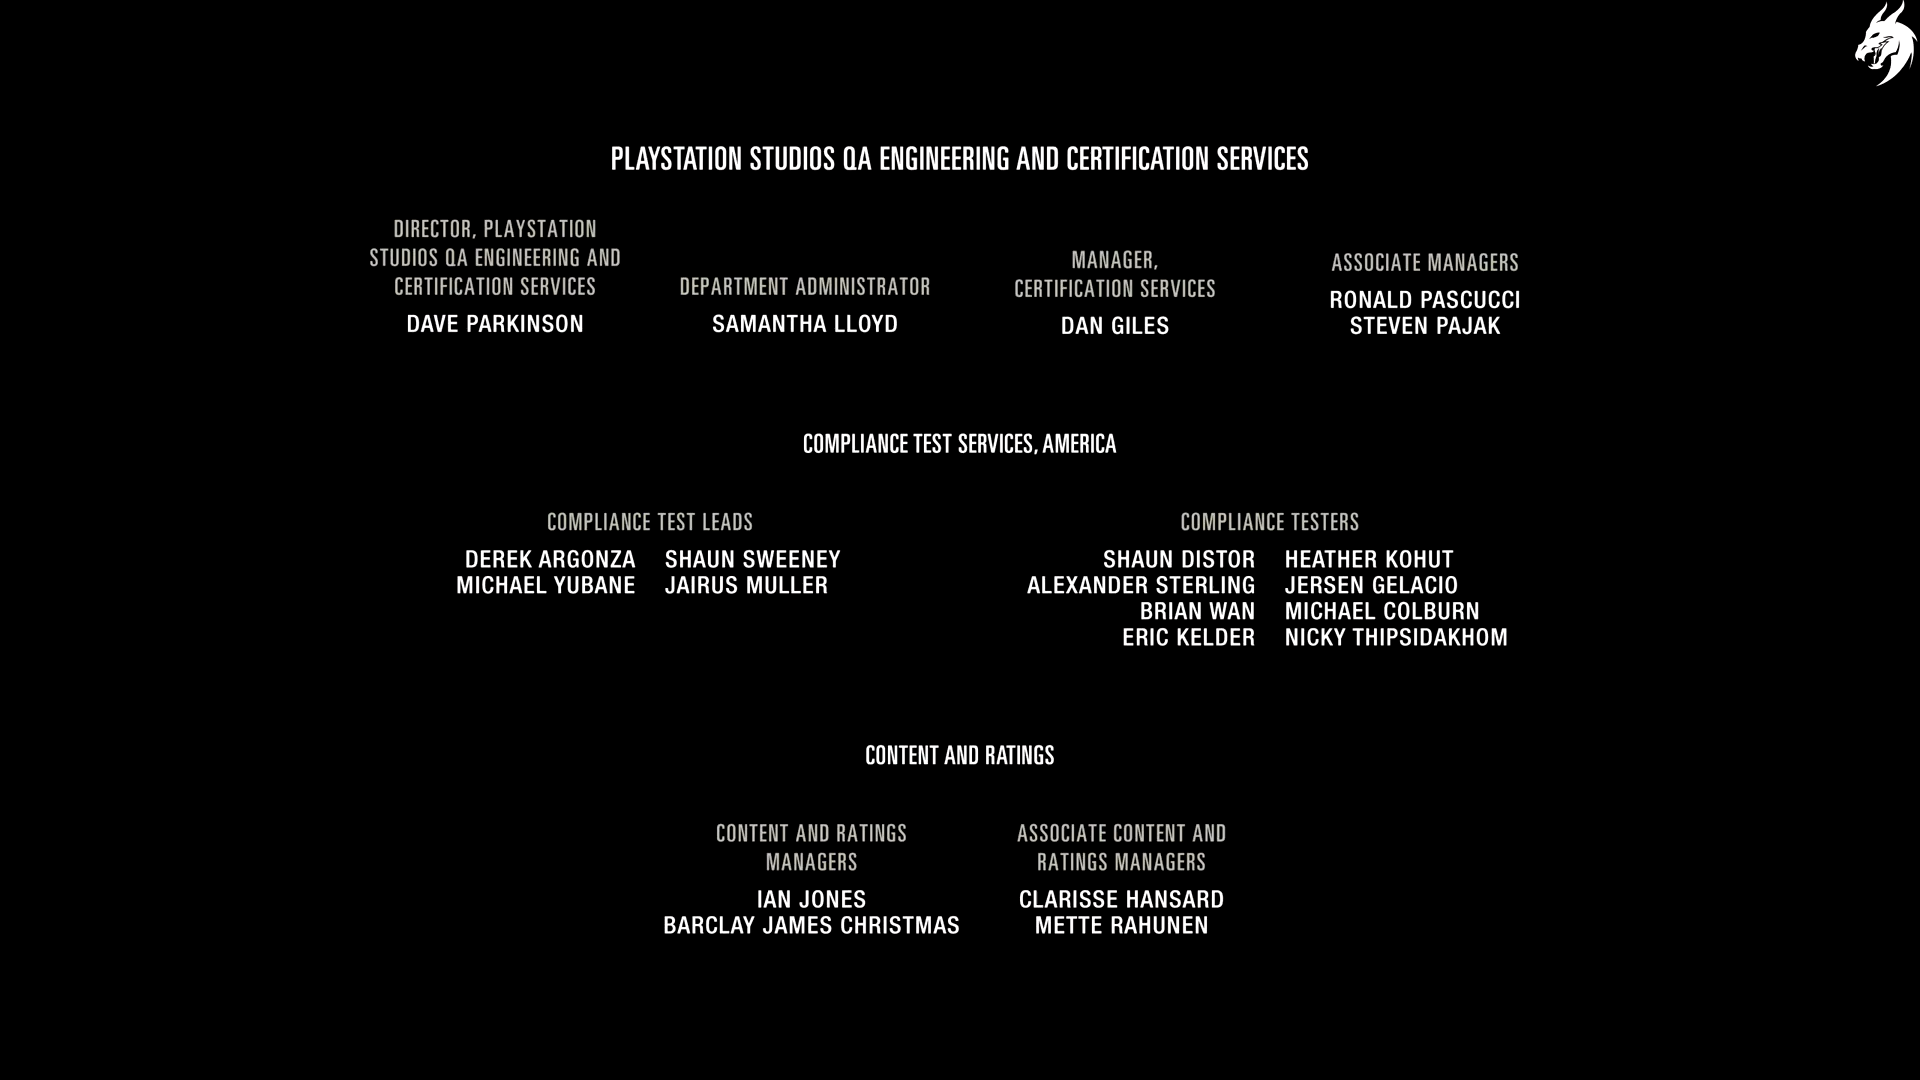 PLAYSTATION STUDIOS QA ENGINEERING AND CERTIFICATION SERVICES
DIRECTOR, PLAYSTATION
STUDIOS QA ENGINEERING AND
CERTIFICATION SERVICES
DAVE PARKINSON
DEPARTMENT ADMINISTRATOR
SAMANTHA LLOYD
MANAGER,
CERTIFICATION SERVICES
DAN GILES
ASSOCIATE MANAGERS
RONALD PASCUCCI
STEVEN PAJAK
COMPLIANCE TEST SERVICES, AMERICA
COMPLIANCE TEST LEADS
DEREK ARGONZA SHAUN SWEENEY
MICHAEL YUBANE JAIRUS MULLER
COMPLIANCE TESTERS
SHAUN DISTOR HEATHER KOHUT
ALEXANDER STERLING JERSEN GELACIO
BRIAN WAN MICHAEL COLBURN
ERIC KELDER NICKY THIPSIDAKHOM
CONTENT AND RATINGS
CONTENT AND RATINGS
MANAGERS
IAN JONES
BARCLAY JAMES CHRISTMAS
ASSOCIATE CONTENT AND
RATINGS MANAGERS
CLARISSE HANSARD
METTE RAHUNEN